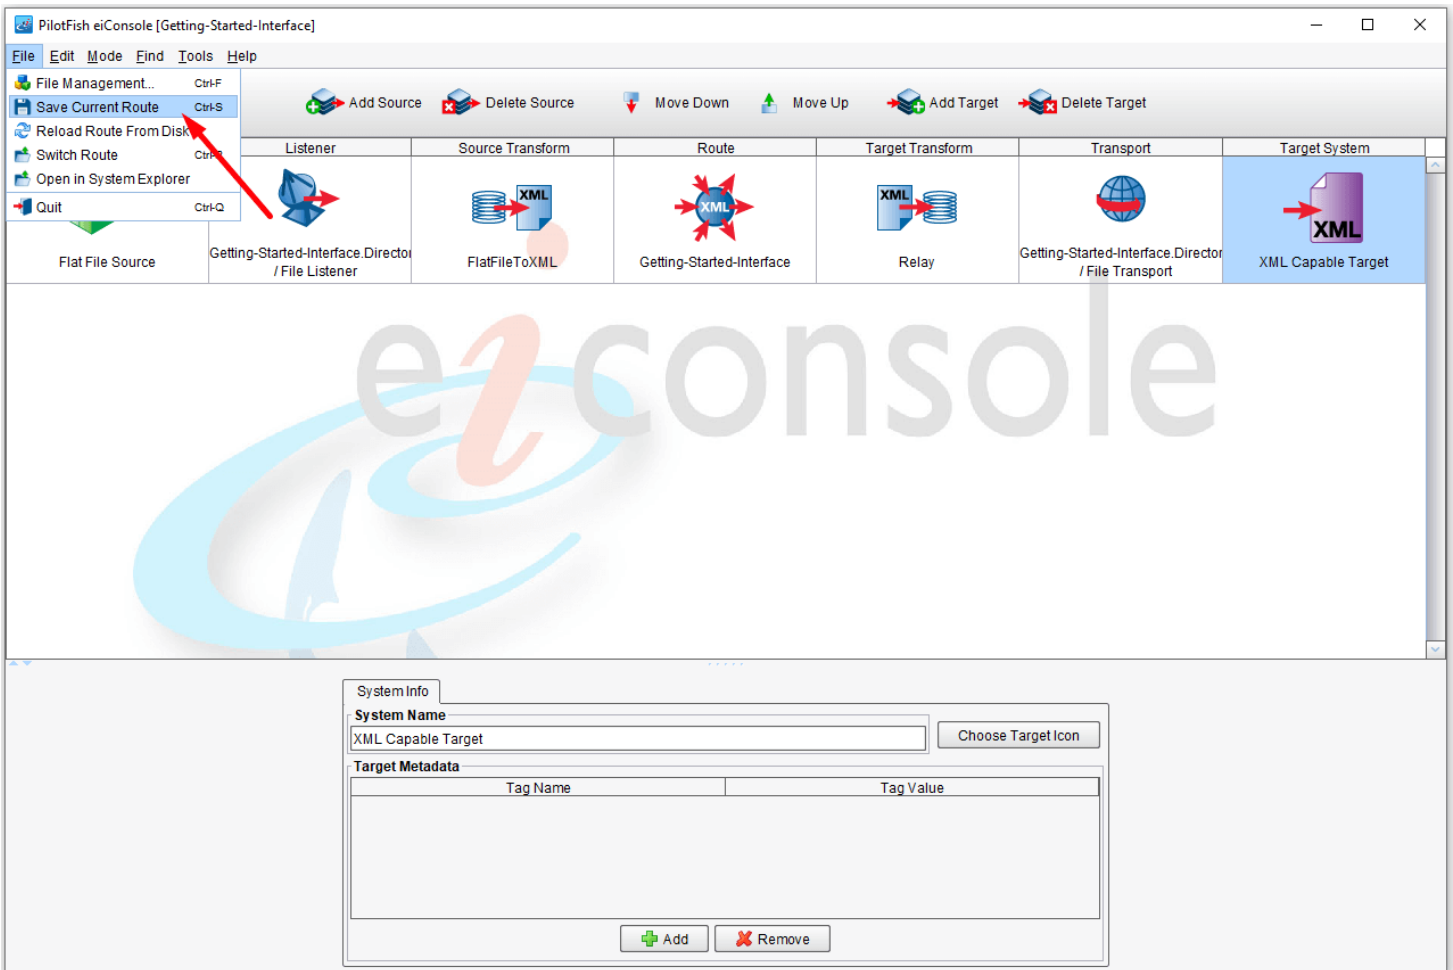 PilotFish eiConsole [Getting-Started-Interface]
File Edit Mode Find Tools Help
File Management... Ctrl-F
Save Current Route Ctrl-S
Reload Route From Disk
Switch Route
Open in System Explorer
Quit Ctrl-Q
Add Source Delete Source Move Down Move Up Add Target Delete Target
Listener Source Transform Route Target Transform Transport Target System
XML XML XML XML
Flat File Source
Getting-Started-Interface.Director
/ File Listener
FlatFileToXML
Getting-Started-Interface
Relay
Getting-Started-Interface.Director
/ File Transport
XML Capable Target
eiconsole
System Info
System Name
XML Capable Target
Choose Target Icon
Target Metadata
Tag Name Tag Value
Add Remove